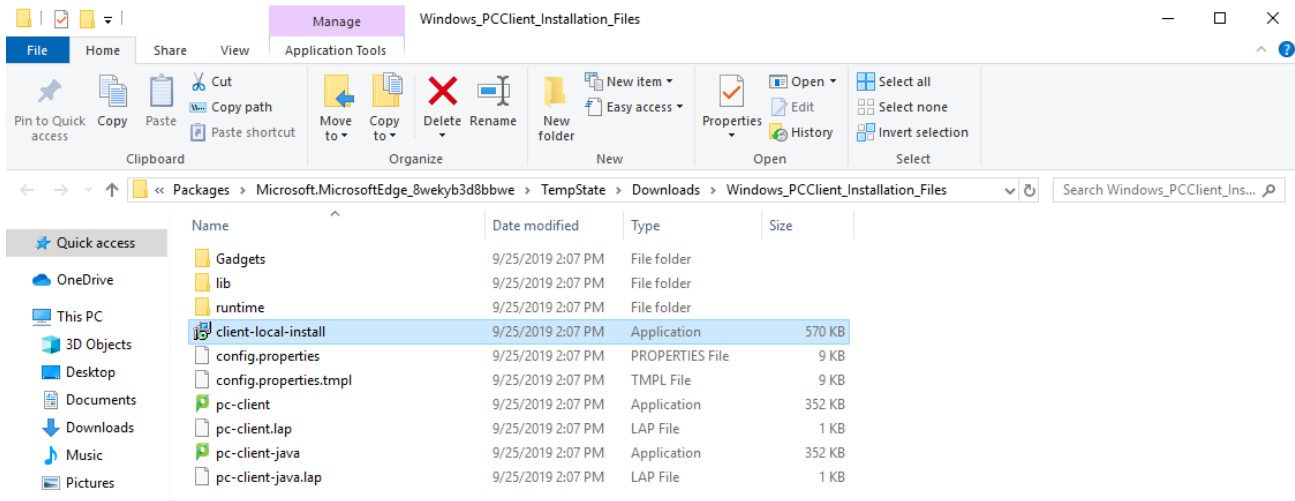 Manage
Windows_PCClient_Installation_Files
File Home Share View Application Tools
Pin to Quick access
Copy
Paste
Cut
Copy path
Paste shortcut
Clipboard
Move to
Copy to
Delete
Rename
Organize
New folder
New item
Easy access
New
Properties
Open
Edit
History
Open
Select all
Select none
Invert selection
Select
« Packages > Microsoft.MicrosoftEdge_8wekyb3d8bbwe > TempState > Downloads > Windows_PCClient_Installation_Files
Search Windows_PCClient_Ins...
Quick access
OneDrive
This PC
3D Objects
Desktop
Documents
Downloads
Music
Pictures
Name Date modified Type Size
Gadgets 9/25/2019 2:07 PM File folder
lib 9/25/2019 2:07 PM File folder
runtime 9/25/2019 2:07 PM File folder
client-local-install 9/25/2019 2:07 PM Application 570 KB
config.properties 9/25/2019 2:07 PM PROPERTIES File 9 KB
config.properties.tmpl 9/25/2019 2:07 PM TMPL File 9 KB
pc-client 9/25/2019 2:07 PM Application 352 KB
pc-client.lap 9/25/2019 2:07 PM LAP File 1 KB
pc-client-java 9/25/2019 2:07 PM Application 352 KB
pc-client-java.lap 9/25/2019 2:07 PM LAP File 1 KB